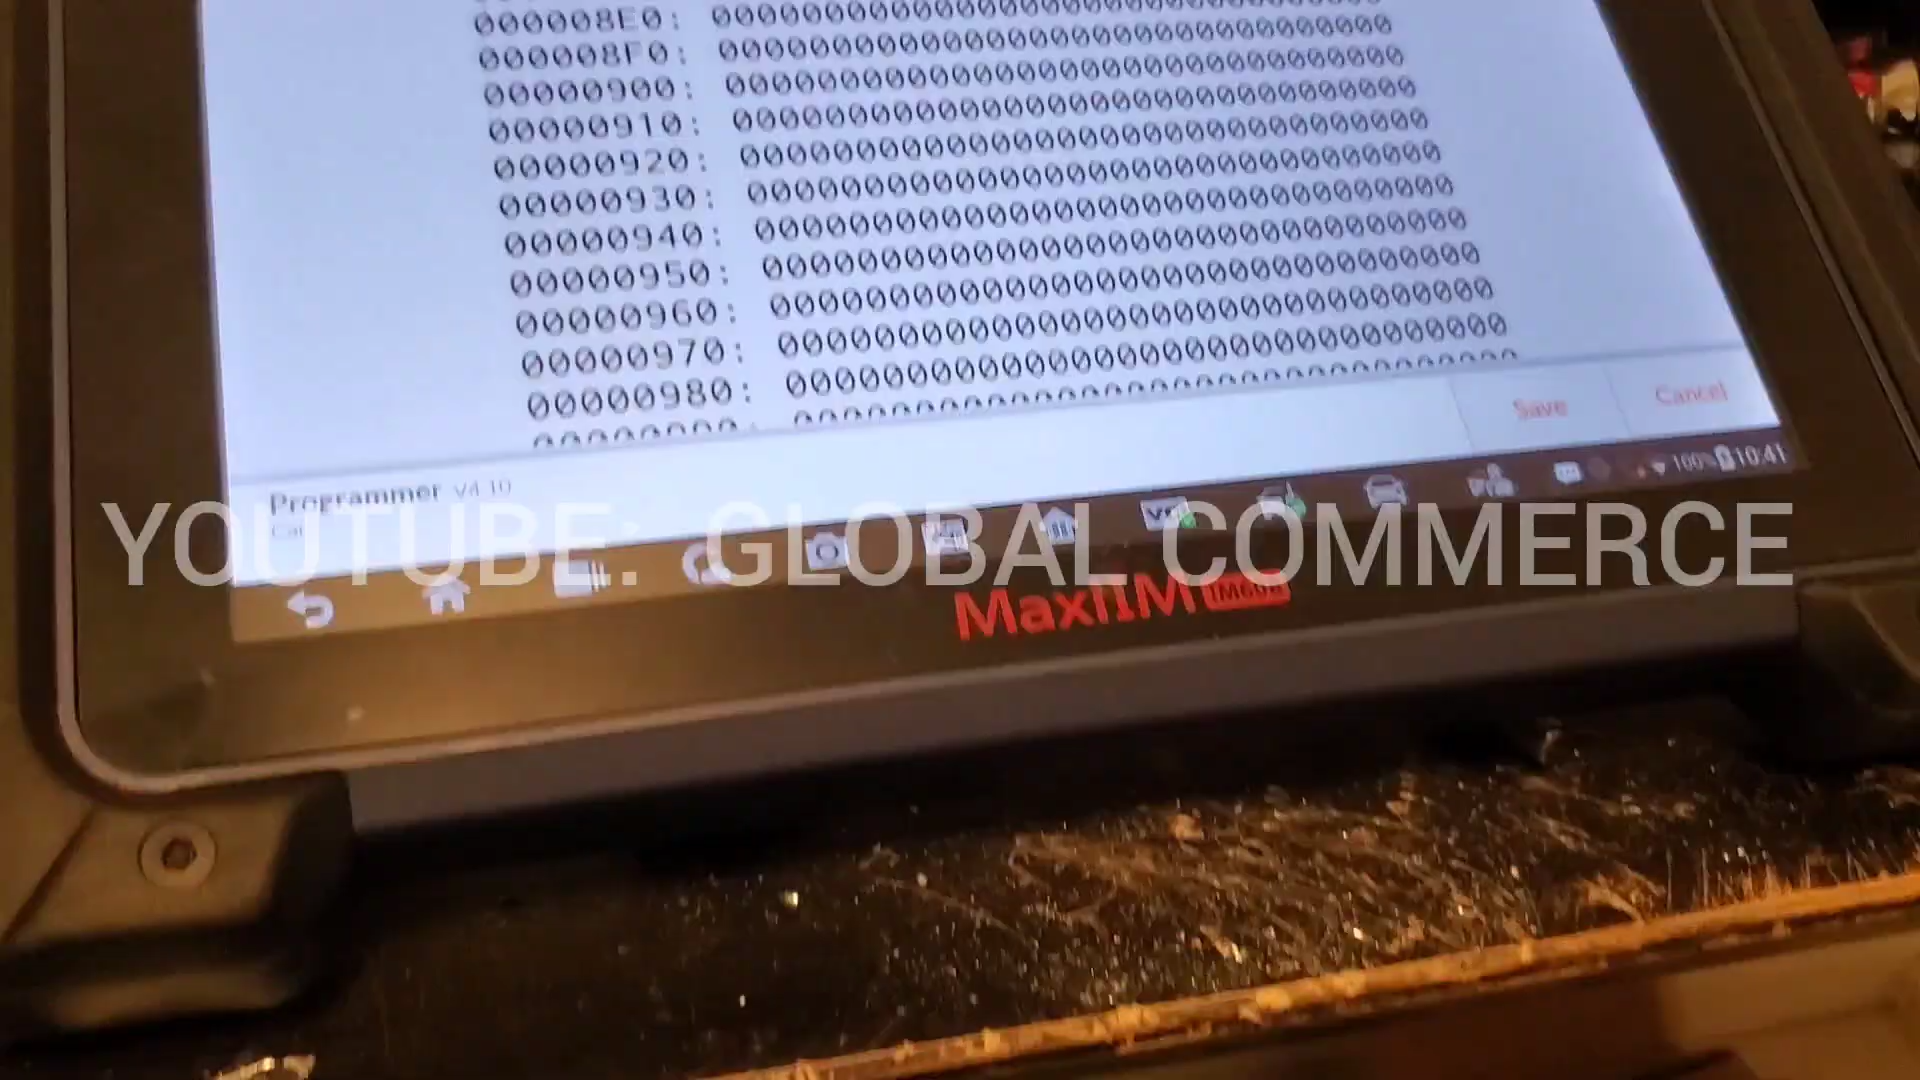 000008E0: 00000000000000000000000000000000
000008F0: 00000000000000000000000000000000
00000900: 00000000000000000000000000000000
00000910: 00000000000000000000000000000000
00000920: 00000000000000000000000000000000
00000930: 00000000000000000000000000000000
00000940: 00000000000000000000000000000000
00000950: 00000000000000000000000000000000
00000960: 00000000000000000000000000000000
00000970: 00000000000000000000000000000000
00000980: 00000000000000000000000000000000
Save Cancel
Programmer V4.10
100% 10:41
YOUTUBE: GLOBAL COMMERCE
MaxiIM IM608